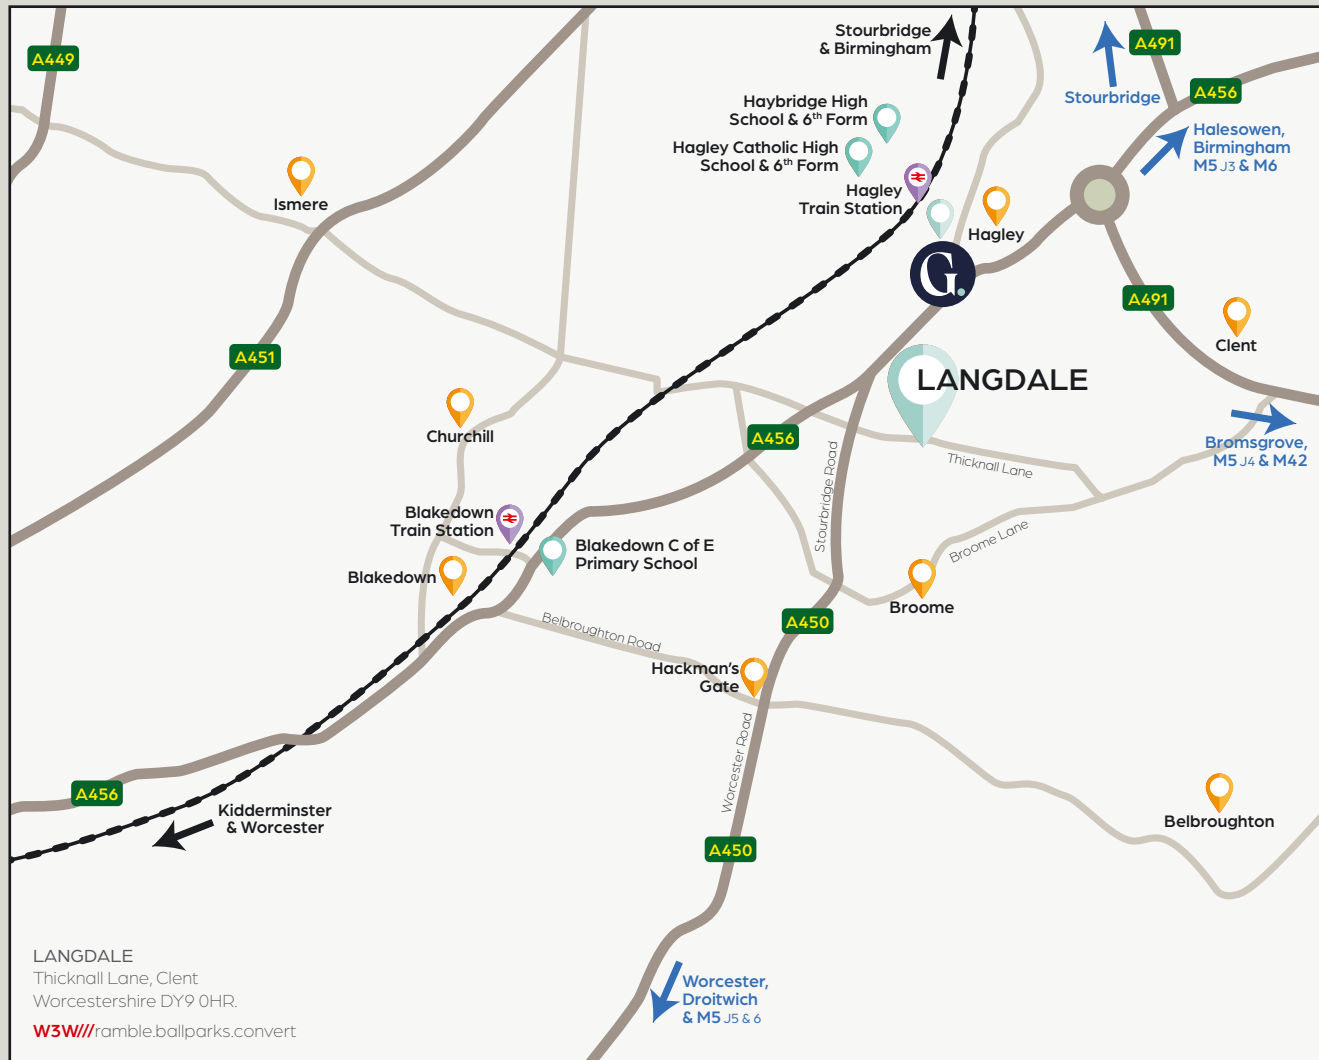 A449
Stourbridge
& Birmingham
A491
Stourbridge
A456
Haybridge High
School & 6th Form
Halesowen,
Birmingham
M5 J3 & M6
Hagley Catholic High
School & 6th Form
Hagley
Train Station
Ismere
Hagley
G.
A491
Clent
A451
LANGDALE
Churchill
A456
Bromsgrove,
M5 J4 & M42
Thicknall Lane
Stourbridge Road
Blakedown
Train Station
Broome Lane
Blakedown C of E
Primary School
Blakedown
Broome
A450
Belbroughton Road
Hackman's
Gate
Worcester Road
A456
Kidderminster
& Worcester
Belbroughton
A450
LANGDALE
Thicknall Lane, Clent
Worcestershire DY9 0HR.
W3W///ramble.ballparks.convert
Worcester,
Droitwich
& M5 J5 & 6